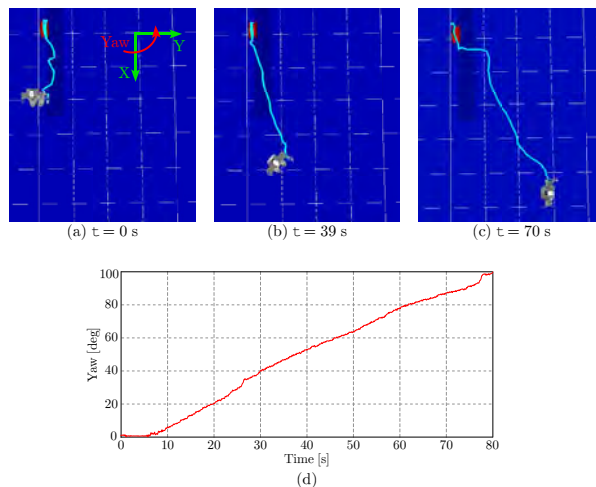 Yaw
Y
X
(a) t = 0 s
(b) t = 39 s
(c) t = 70 s
100
80
60
40
20
0
Yaw [deg]
0 10 20 30 40 50 60 70 80
Time [s]
(d)